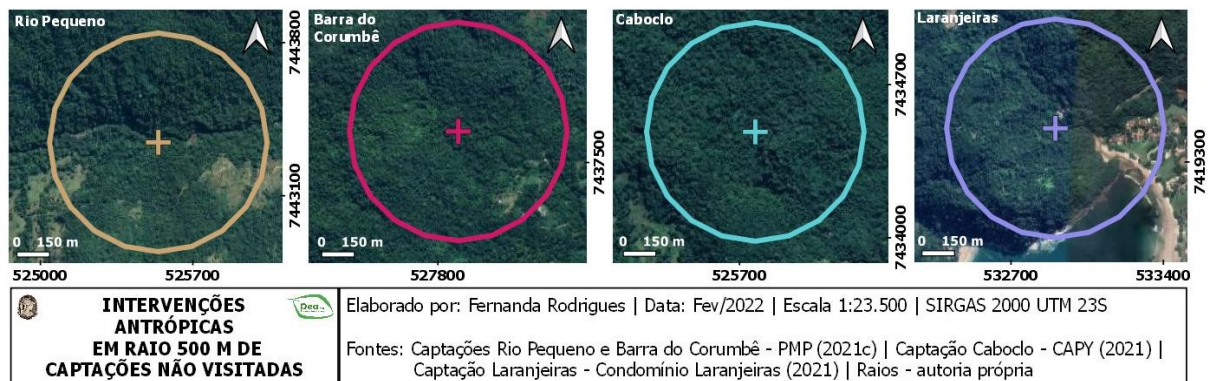 Rio Pequeno
7443800
7443100
0 150 m
525000
525700
Barra do
Corumbê
7437500
0 150 m
527800
Caboclo
7434700
7434000
0 150 m
525700
Laranjeiras
7419300
0 150 m
532700
533400
INTERVENÇÕES
ANTRÓPICAS
EM RAIO 500 M DE
CAPTAÇÕES NÃO VISITADAS
Elaborado por: Fernanda Rodrigues | Data: Fev/2022 | Escala 1:23.500 | SIRGAS 2000 UTM 23S
Fontes: Captações Rio Pequeno e Barra do Corumbê - PMP (2021c) | Captação Caboclo - CAPY (2021) |
Captação Laranjeiras - Condomínio Laranjeiras (2021) | Raios - autoria própria